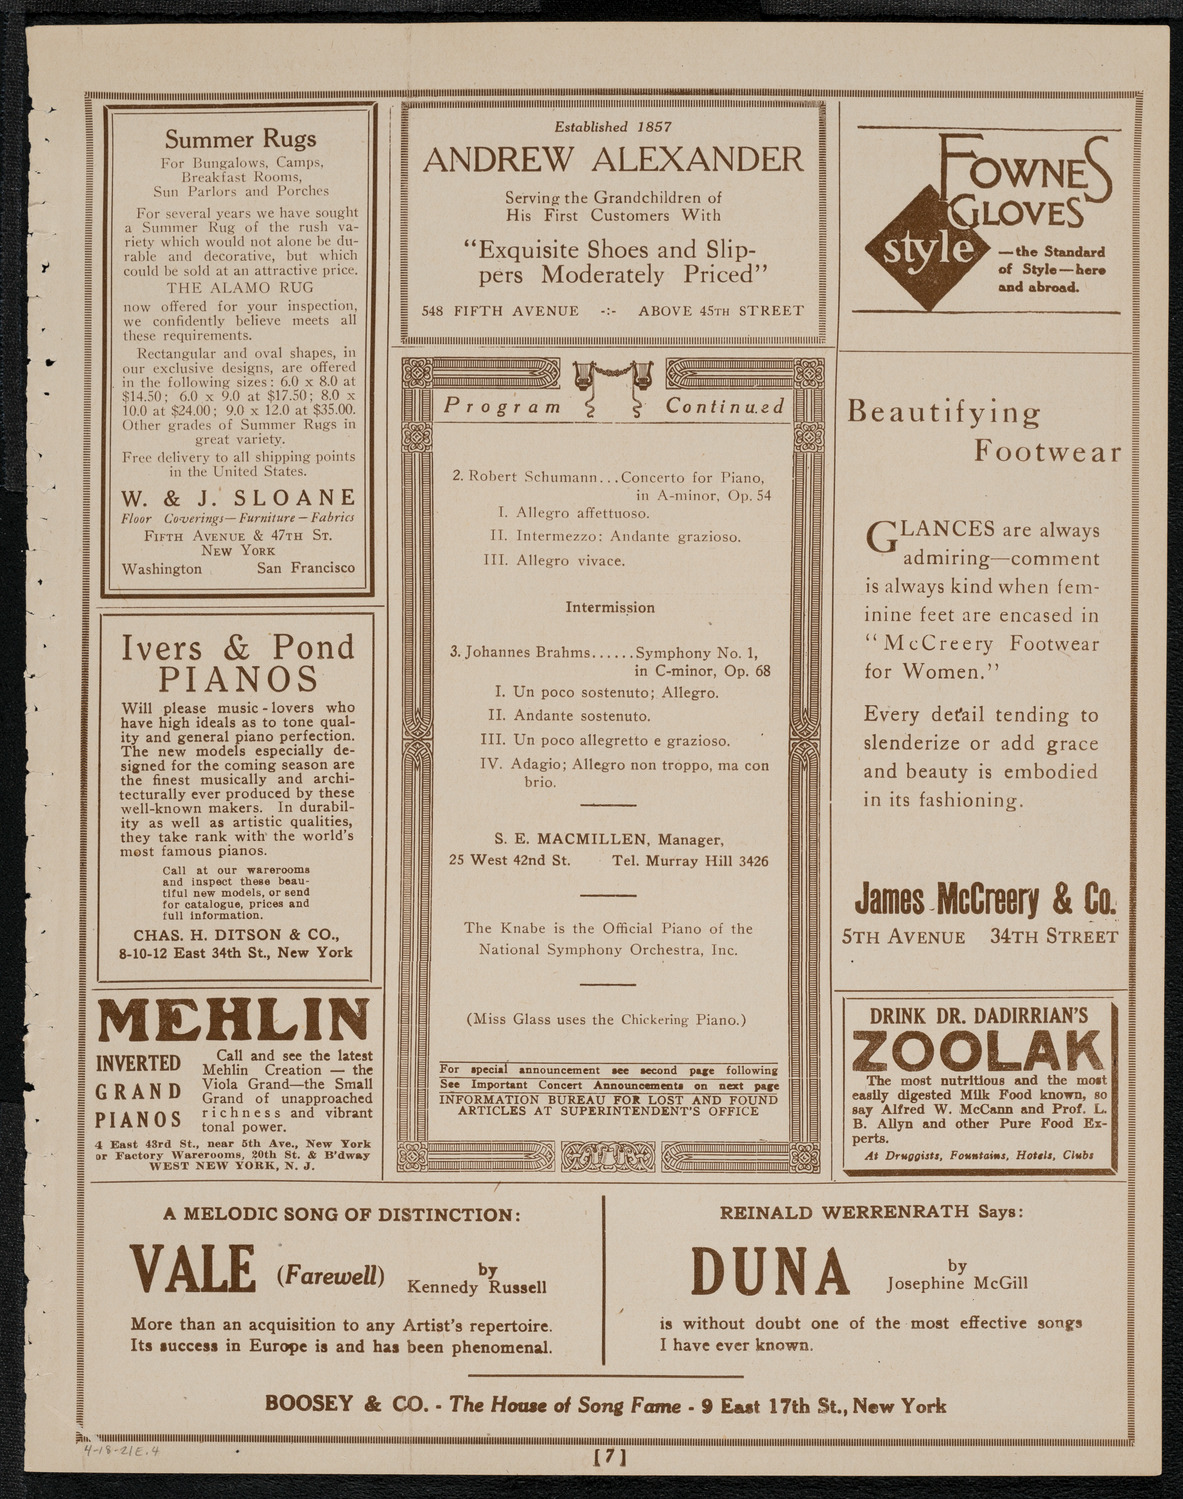 Summer Rugs
For Bungalows, Camps,
Breakfast Rooms,
Sun Parlors and Porches
For several years we have sought
a Summer Rug of the rush va-
riety which would not alone be du-
rable and decorative, but which
could be sold at an attractive price.
THE ALAMO RUG
now offered for your inspection,
we confidently believe meets all
these requirements.
Rectangular and oval shapes, in
our exclusive designs, are offered
in the following sizes: 6.0 x 8.0 at
$14.50; 6.0 x 9.0 at $17.50; 8.0 x
10.0 at $24.00; 9.0 x 12.0 at $35.00.
Other grades of Summer Rugs in
great variety.
Free delivery to all shipping points
in the United States.
W. & J. SLOANE
Floor Coverings—Furniture—Fabrics
FIFTH AVENUE & 47TH ST.
NEW YORK
Washington San Francisco
Ivers & Pond
PIANOS
Will please music-lovers who
have high ideals as to tone qual-
ity and general piano perfection.
The new models especially de-
signed for the coming season are
the finest musically and archi-
tecturally ever produced by these
well-known makers. In durabil-
ity as well as artistic qualities,
they take rank with the world's
most famous pianos.
Call at our warerooms
and inspect these beau-
tiful new models, or send
for catalogue, prices and
full information.
CHAS. H. DITSON & CO.,
8-10-12 East 34th St., New York
MEHLIN
INVERTED
GRAND
PIANOS
Call and see the latest
Mehlin Creation — the
Viola Grand—the Small
Grand of unapproached
richness and vibrant
tonal power.
4 East 43rd St., near 5th Ave., New York
or Factory Warerooms, 20th St. & B'dway
WEST NEW YORK, N. J.
Established 1857
ANDREW ALEXANDER
Serving the Grandchildren of
His First Customers With
"Exquisite Shoes and Slip-
pers Moderately Priced"
548 FIFTH AVENUE -:- ABOVE 45TH STREET
Program Continued
2. Robert Schumann...Concerto for Piano,
in A-minor, Op. 54
I. Allegro affettuoso.
II. Intermezzo: Andante grazioso.
III. Allegro vivace.
Intermission
3. Johannes Brahms......Symphony No. 1,
in C-minor, Op. 68
I. Un poco sostenuto; Allegro.
II. Andante sostenuto.
III. Un poco allegretto e grazioso.
IV. Adagio; Allegro non troppo, ma con
brio.
S. E. MACMILLEN, Manager,
25 West 42nd St. Tel. Murray Hill 3426
The Knabe is the Official Piano of the
National Symphony Orchestra, Inc.
(Miss Glass uses the Chickering Piano.)
For special announcement see second page following
See Important Concert Announcements on next page
INFORMATION BUREAU FOR LOST AND FOUND
ARTICLES AT SUPERINTENDENT'S OFFICE
FOWNES
GLOVES
style
—the Standard
of Style—here
and abroad.
Beautifying
Footwear
GLANCES are always
admiring—comment
is always kind when fem-
inine feet are encased in
"McCreery Footwear
for Women."
Every detail tending to
slenderize or add grace
and beauty is embodied
in its fashioning.
James McCreery & Co.
5TH AVENUE 34TH STREET
DRINK DR. DADIRRIAN'S
ZOOLAK
The most nutritious and the most
easily digested Milk Food known, so
say Alfred W. McCann and Prof. L.
B. Allyn and other Pure Food Ex-
perts.
At Druggists, Fountains, Hotels, Clubs
A MELODIC SONG OF DISTINCTION:
VALE (Farewell) by
Kennedy Russell
More than an acquisition to any Artist's repertoire.
Its success in Europe is and has been phenomenal.
REINALD WERRENRATH Says:
DUNA by
Josephine McGill
is without doubt one of the most effective songs
I have ever known.
BOOSEY & CO. - The House of Song Fame - 9 East 17th St., New York
4-18-21E.4
[7]